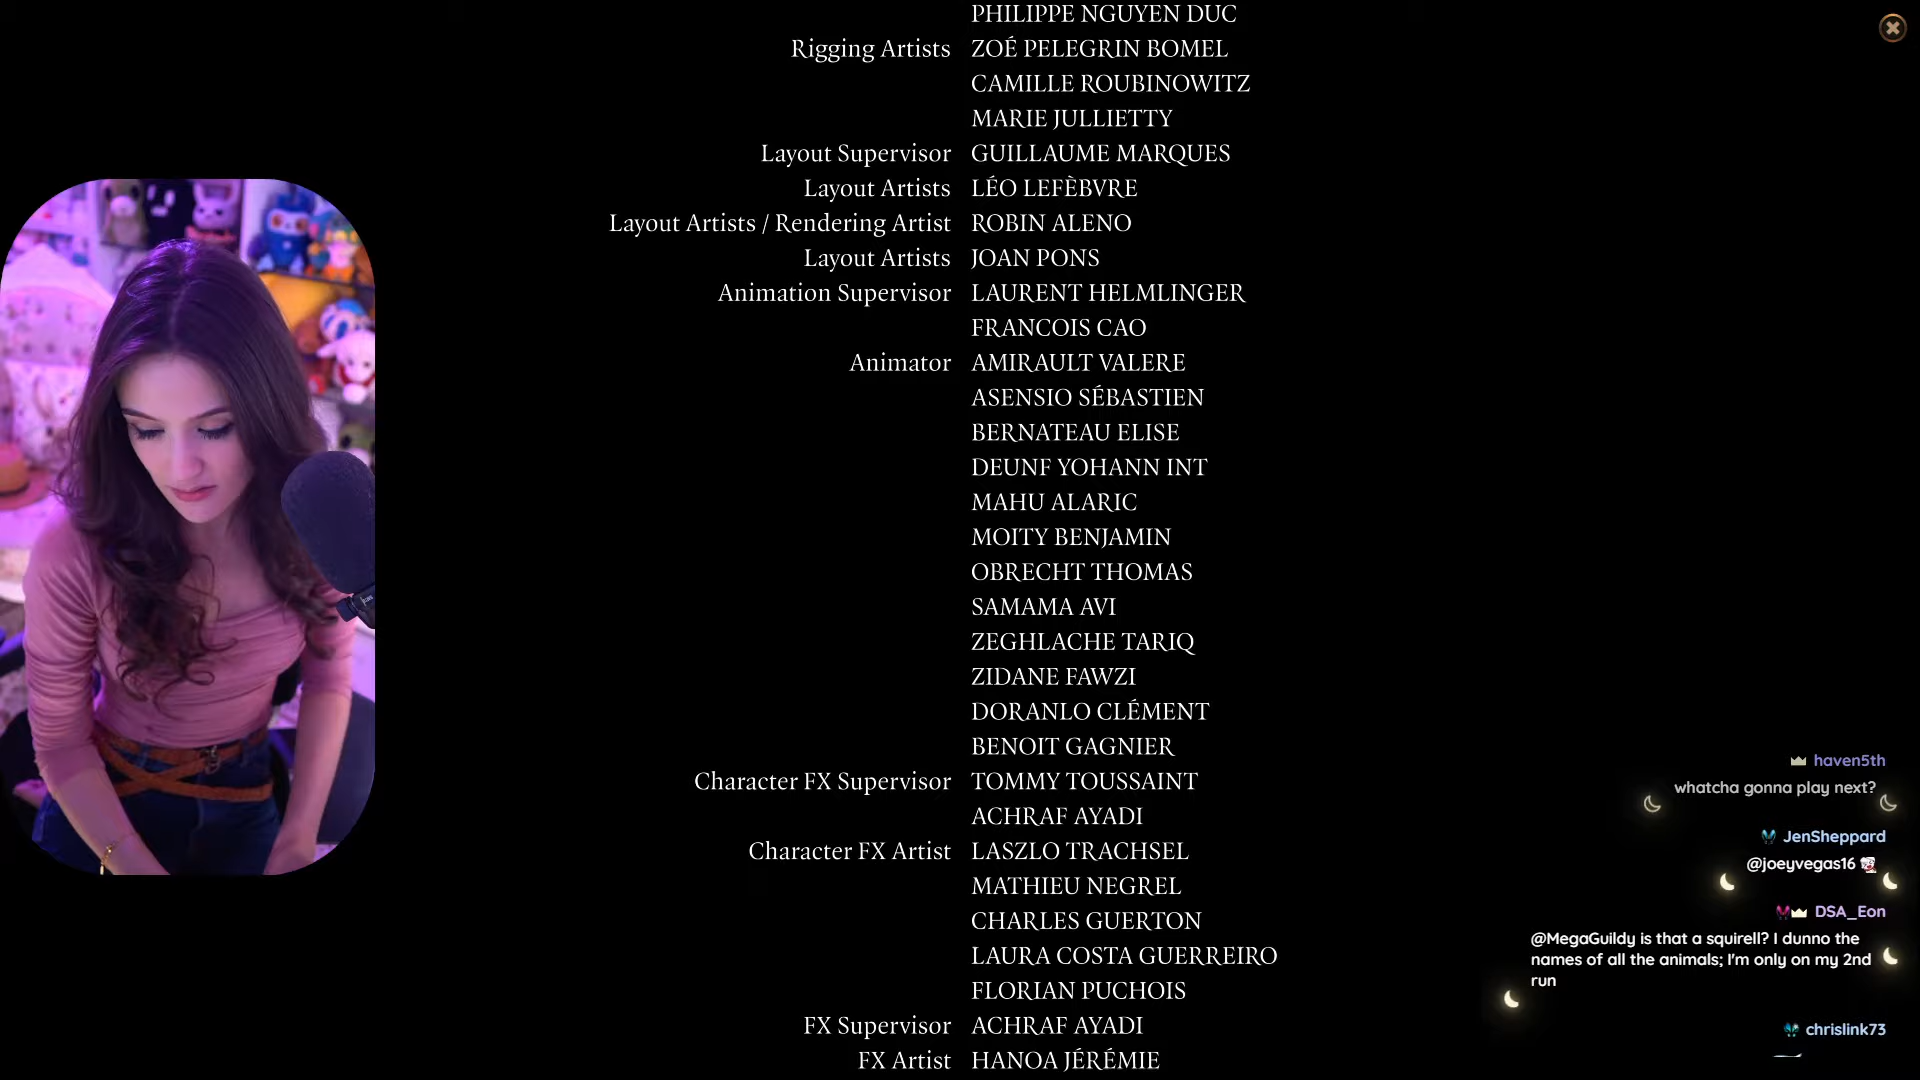 PHILIPPE NGUYEN DUC
Rigging Artists ZOÉ PELEGRIN BOMEL
CAMILLE ROUBINOWITZ
MARIE JULLIETTY
Layout Supervisor GUILLAUME MARQUES
Layout Artists LÉO LEFÈBVRE
Layout Artists / Rendering Artist ROBIN ALENO
Layout Artists JOAN PONS
Animation Supervisor LAURENT HELMLINGER
FRANCOIS CAO
Animator AMIRAULT VALERE
ASENSIO SÉBASTIEN
BERNATEAU ELISE
DEUNF YOHANN INT
MAHU ALARIC
MOITY BENJAMIN
OBRECHT THOMAS
SAMAMA AVI
ZEGHLACHE TARIQ
ZIDANE FAWZI
DORANLO CLÉMENT
BENOIT GAGNIER
Character FX Supervisor TOMMY TOUSSAINT
ACHRAF AYADI
Character FX Artist LASZLO TRACHSEL
MATHIEU NEGREL
CHARLES GUERTON
LAURA COSTA GUERREIRO
FLORIAN PUCHOIS
FX Supervisor ACHRAF AYADI
FX Artist HANOA JÉRÉMIE
haven5th
whatcha gonna play next?
JenSheppard
@joeyvegas16
DSA_Eon
@MegaGuildy is that a squirell? I dunno the
names of all the animals; I'm only on my 2nd
run
chrislink73